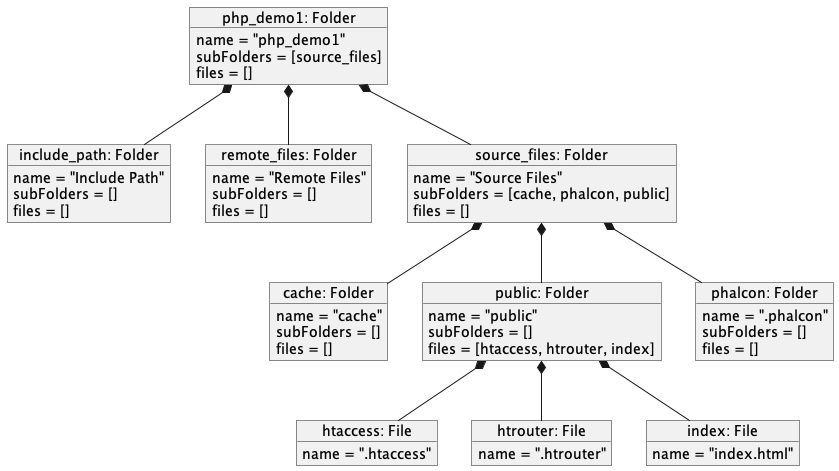 php_demo1: Folder
name = "php_demo1"
subFolders = [source_files]
files = []
include_path: Folder
name = "Include Path"
subFolders = []
files = []
remote_files: Folder
name = "Remote Files"
subFolders = []
files = []
source_files: Folder
name = "Source Files"
subFolders = [cache, phalcon, public]
files = []
cache: Folder
name = "cache"
subFolders = []
files = []
public: Folder
name = "public"
subFolders = []
files = [htaccess, htrouter, index]
phalcon: Folder
name = ".phalcon"
subFolders = []
files = []
htaccess: File
name = ".htaccess"
htrouter: File
name = ".htrouter"
index: File
name = "index.html"